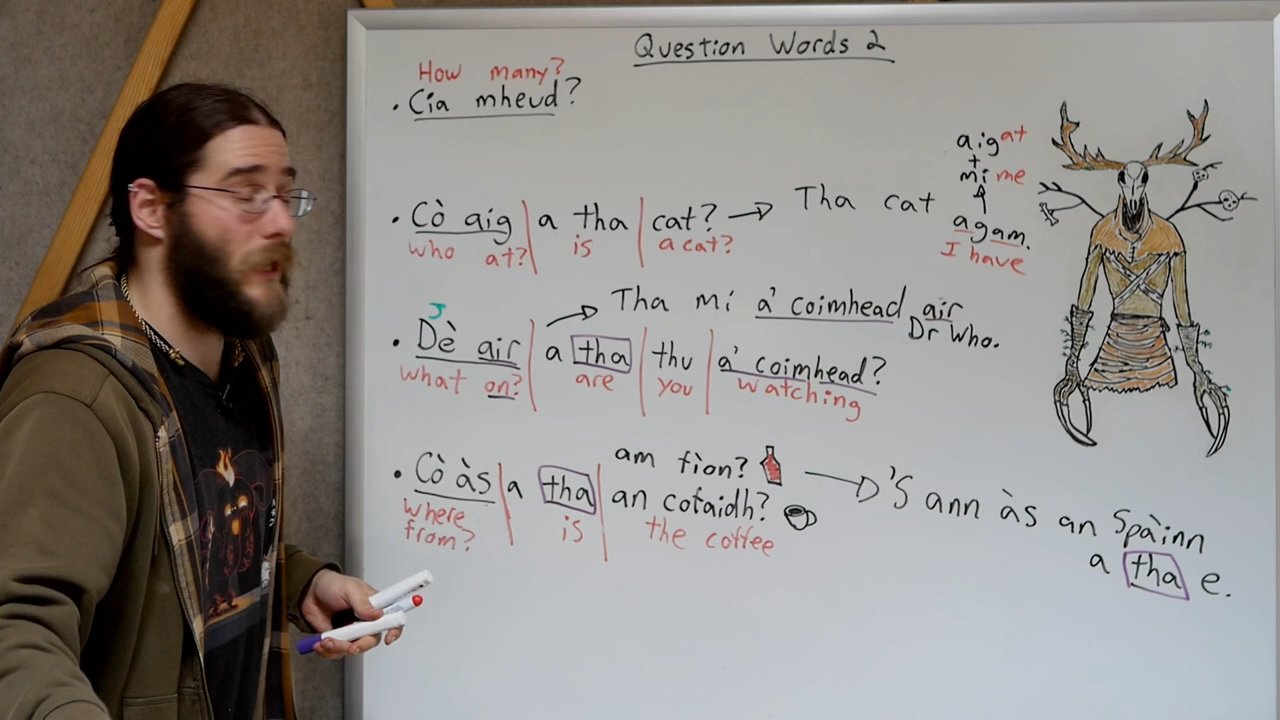 Question Words 2
How many?
• Cia mheud?
• Cò aig | a tha | cat? → Tha cat agam.
who at? is a cat? I have
aig at
+
mi me
J
• Dè air | a tha | thu | a' coimhead?
what on? are you watching
Tha mi a' coimhead air
Dr Who.
• Cò às | a tha | an cofaidh?
am fìon?
where from? is the coffee
'S ann às an Spàinn
a tha e.